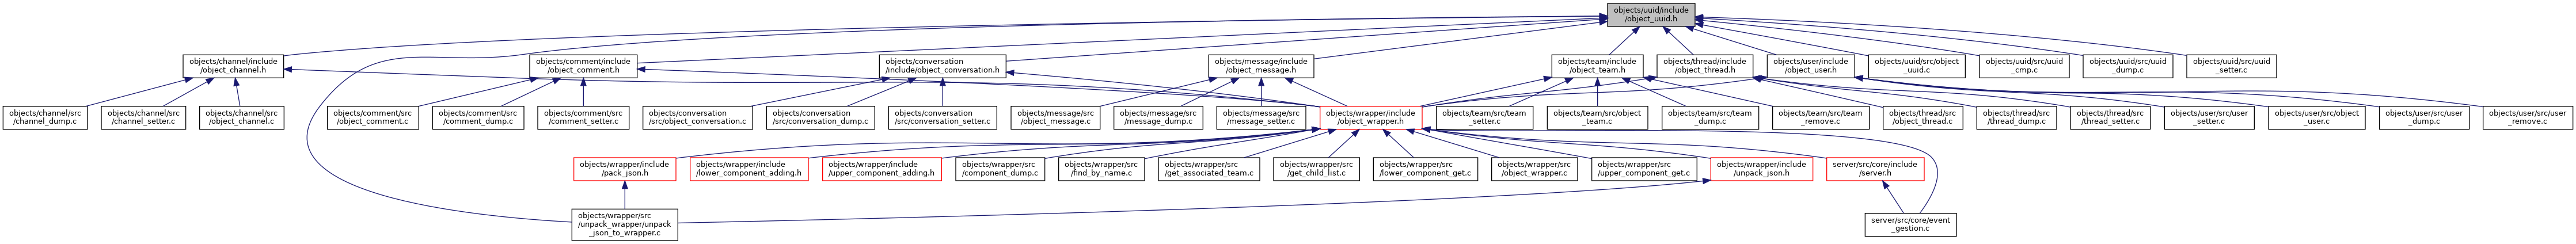 objects/uuid/include
/object_uuid.h
objects/channel/include
/object_channel.h
objects/comment/include
/object_comment.h
objects/conversation
/include/object_conversation.h
objects/message/include
/object_message.h
objects/team/include
/object_team.h
objects/thread/include
/object_thread.h
objects/user/include
/object_user.h
objects/uuid/src/object
_uuid.c
objects/uuid/src/uuid
_cmp.c
objects/uuid/src/uuid
_dump.c
objects/uuid/src/uuid
_setter.c
objects/channel/src
/channel_dump.c
objects/channel/src
/channel_setter.c
objects/channel/src
/object_channel.c
objects/comment/src
/object_comment.c
objects/comment/src
/comment_dump.c
objects/comment/src
/comment_setter.c
objects/conversation
/src/object_conversation.c
objects/conversation
/src/conversation_dump.c
objects/conversation
/src/conversation_setter.c
objects/message/src
/object_message.c
objects/message/src
/message_dump.c
objects/message/src
/message_setter.c
objects/wrapper/include
/object_wrapper.h
objects/team/src/team
_setter.c
objects/team/src/object
_team.c
objects/team/src/team
_dump.c
objects/team/src/team
_remove.c
objects/thread/src
/object_thread.c
objects/thread/src
/thread_dump.c
objects/thread/src
/thread_setter.c
objects/user/src/user
_setter.c
objects/user/src/object
_user.c
objects/user/src/user
_dump.c
objects/user/src/user
_remove.c
objects/wrapper/include
/pack_json.h
objects/wrapper/include
/lower_component_adding.h
objects/wrapper/include
/upper_component_adding.h
objects/wrapper/src
/component_dump.c
objects/wrapper/src
/find_by_name.c
objects/wrapper/src
/get_associated_team.c
objects/wrapper/src
/get_child_list.c
objects/wrapper/src
/lower_component_get.c
objects/wrapper/src
/object_wrapper.c
objects/wrapper/src
/upper_component_get.c
objects/wrapper/include
/unpack_json.h
server/src/core/include
/server.h
objects/wrapper/src
/unpack_wrapper/unpack
_json_to_wrapper.c
server/src/core/event
_gestion.c